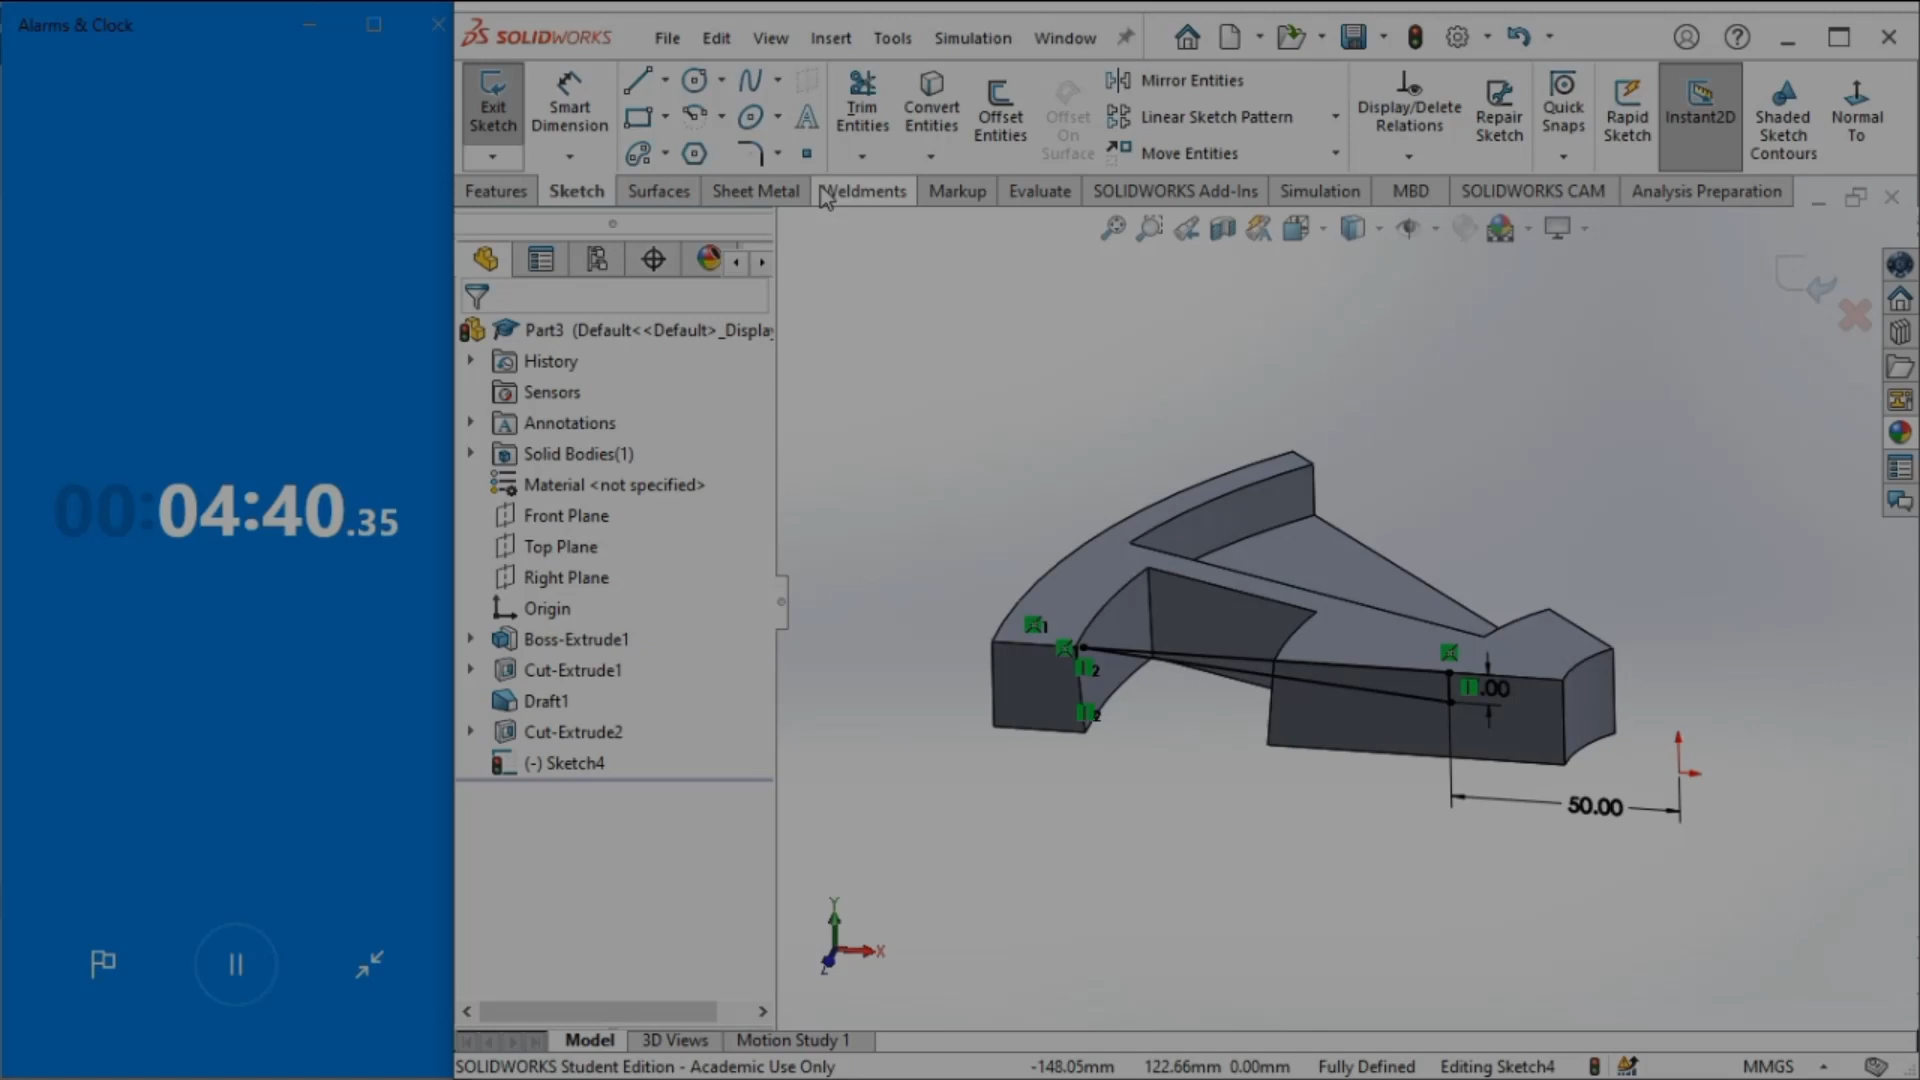 Alarms & Clock
00:04:40.35
SOLIDWORKS
File Edit View Insert Tools Simulation Window
Exit Sketch
Smart Dimension
Trim Entities
Convert Entities
Offset Entities
Offset On Surface
Mirror Entities
Linear Sketch Pattern
Move Entities
Display/Delete Relations
Repair Sketch
Quick Snaps
Rapid Sketch
Instant2D
Shaded Sketch Contours
Normal To
Features Sketch Surfaces Sheet Metal Weldments Markup Evaluate SOLIDWORKS Add-Ins Simulation MBD SOLIDWORKS CAM Analysis Preparation
Part3 (Default<<Default>_Display
History
Sensors
Annotations
Solid Bodies(1)
Material <not specified>
Front Plane
Top Plane
Right Plane
Origin
Boss-Extrude1
Cut-Extrude1
Draft1
Cut-Extrude2
(-) Sketch4
1
2
2
.00
50.00
Y
X
Z
Model 3D Views Motion Study 1
SOLIDWORKS Student Edition - Academic Use Only
-148.05mm 122.66mm 0.00mm Fully Defined Editing Sketch4 MMGS